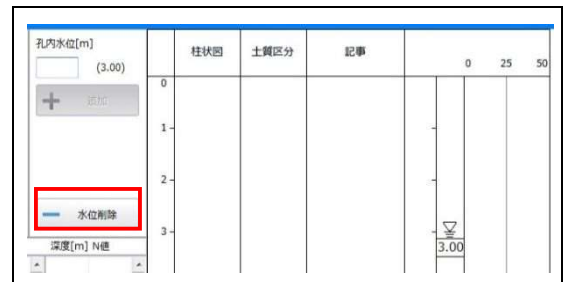 孔内水位[m]
(3.00)
追加
水位削除
深度[m] N値
柱状図 土質区分 記事
0 25 50
0
1
2
3
3.00